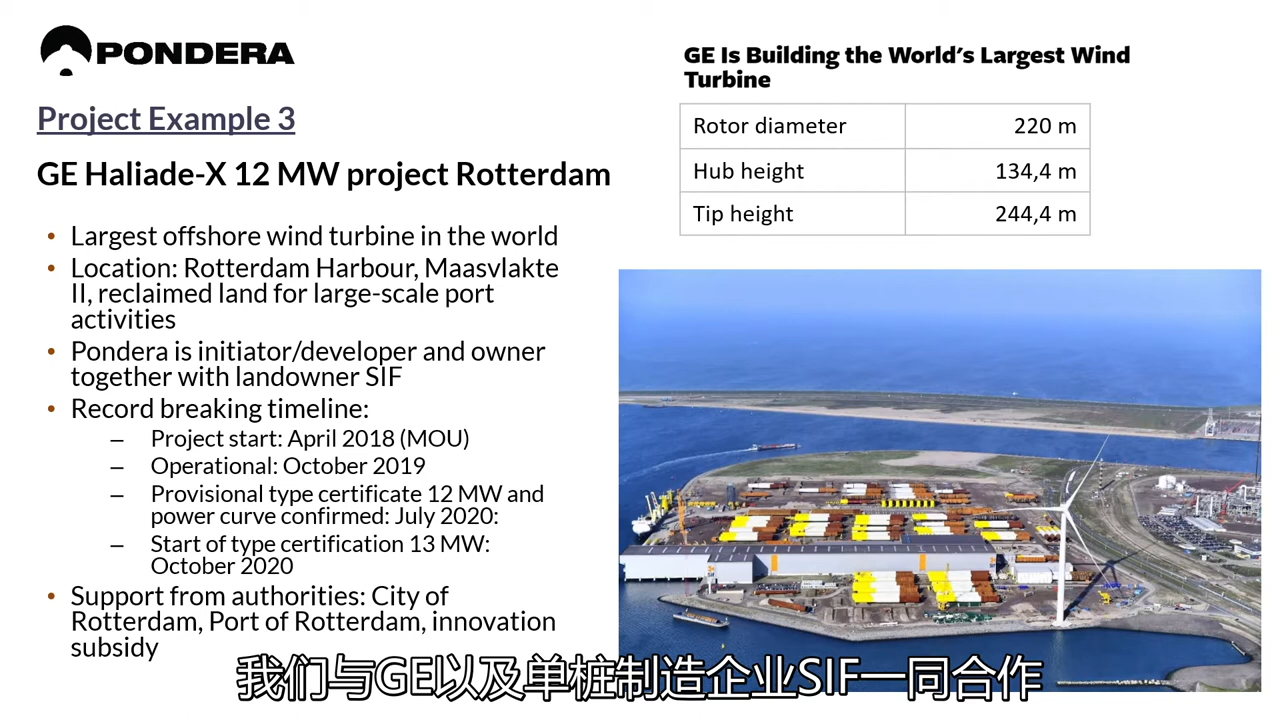 PONDERA
Project Example 3
GE Haliade-X 12 MW project Rotterdam
• Largest offshore wind turbine in the world
• Location: Rotterdam Harbour, Maasvlakte
II, reclaimed land for large-scale port
activities
• Pondera is initiator/developer and owner
together with landowner SIF
• Record breaking timeline:
– Project start: April 2018 (MOU)
– Operational: October 2019
– Provisional type certificate 12 MW and
power curve confirmed: July 2020:
– Start of type certification 13 MW:
October 2020
• Support from authorities: City of
Rotterdam, Port of Rotterdam, innovation
subsidy
GE Is Building the World's Largest Wind
Turbine
Rotor diameter 220 m
Hub height 134,4 m
Tip height 244,4 m
SIF
我们与GE以及单桩制造企业SIF一同合作